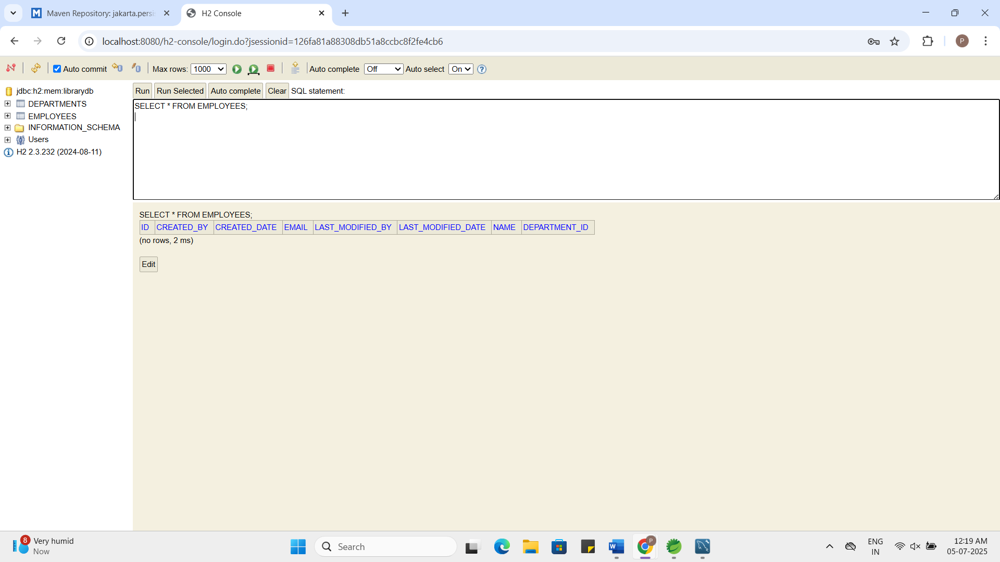 Maven Repository: jakarta.persis
H2 Console
localhost:8080/h2-console/login.do?jsessionid=126fa81a88308db51a8ccbc8f2fe4cb6
P
Auto commit
Max rows: 1000
Auto complete Off
Auto select On
jdbc:h2:mem:librarydb
DEPARTMENTS
EMPLOYEES
INFORMATION_SCHEMA
Users
H2 2.3.232 (2024-08-11)
Run Run Selected Auto complete Clear SQL statement:
SELECT * FROM EMPLOYEES;
SELECT * FROM EMPLOYEES;
ID CREATED_BY CREATED_DATE EMAIL LAST_MODIFIED_BY LAST_MODIFIED_DATE NAME DEPARTMENT_ID
(no rows, 2 ms)
Edit
8
Very humid
Now
Search
P
ENG
IN
12:19 AM
05-07-2025